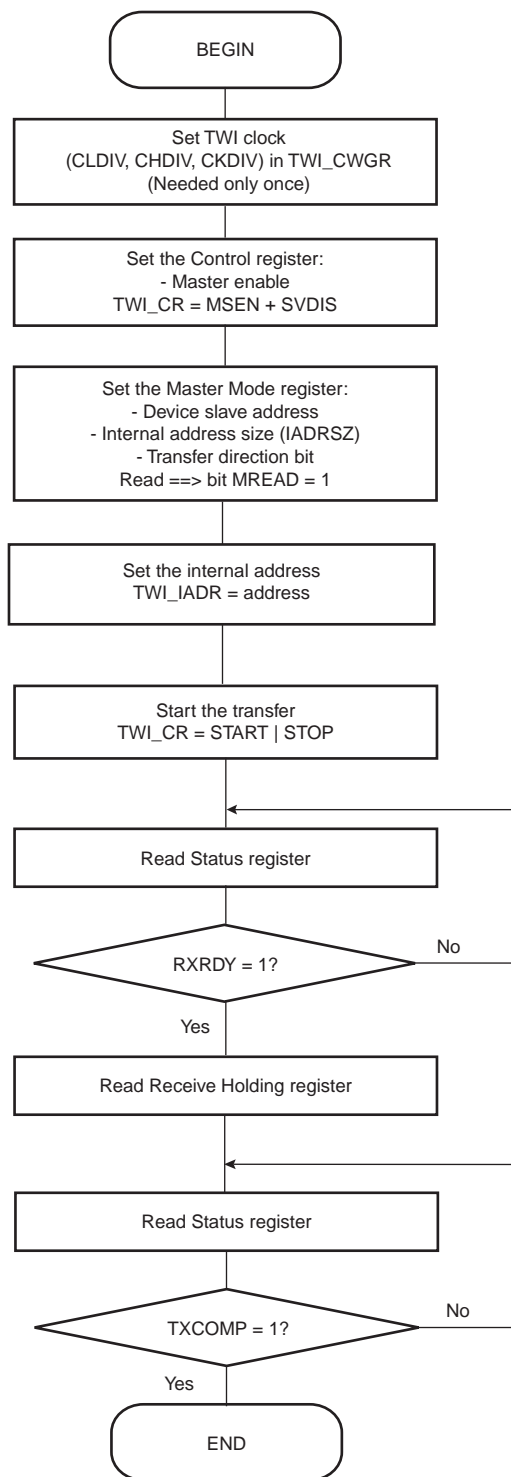 BEGIN
Set TWI clock
(CLDIV, CHDIV, CKDIV) in TWI_CWGR
(Needed only once)
Set the Control register:
- Master enable
TWI_CR = MSEN + SVDIS
Set the Master Mode register:
- Device slave address
- Internal address size (IADRSZ)
- Transfer direction bit
Read ==> bit MREAD = 1
Set the internal address
TWI_IADR = address
Start the transfer
TWI_CR = START | STOP
Read Status register
RXRDY = 1?
No
Yes
Read Receive Holding register
Read Status register
TXCOMP = 1?
No
Yes
END